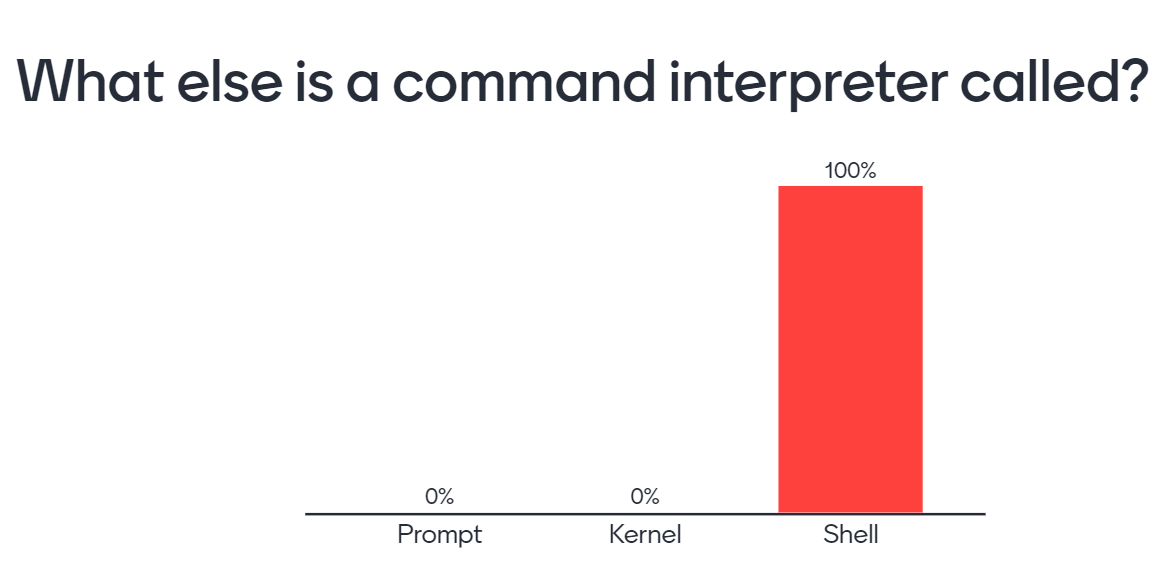 What else is a command interpreter called?
100%
0% 0%
Prompt Kernel Shell